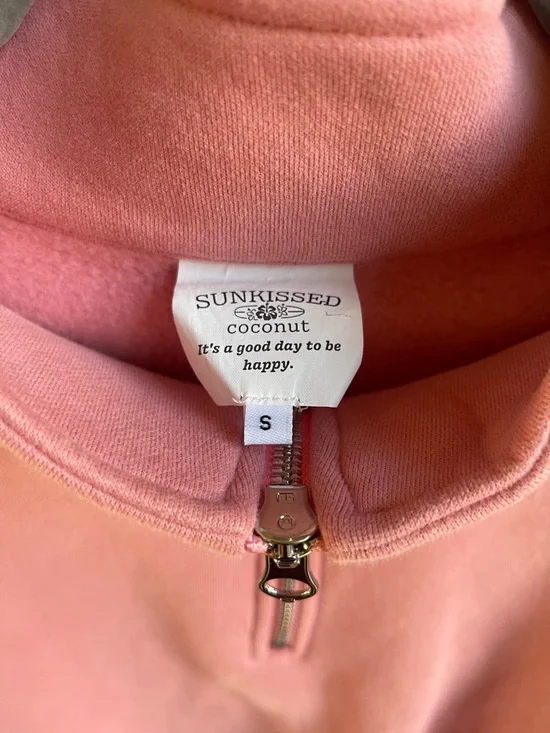 SUNKISSED
coconut
It's a good day to be
happy.
S